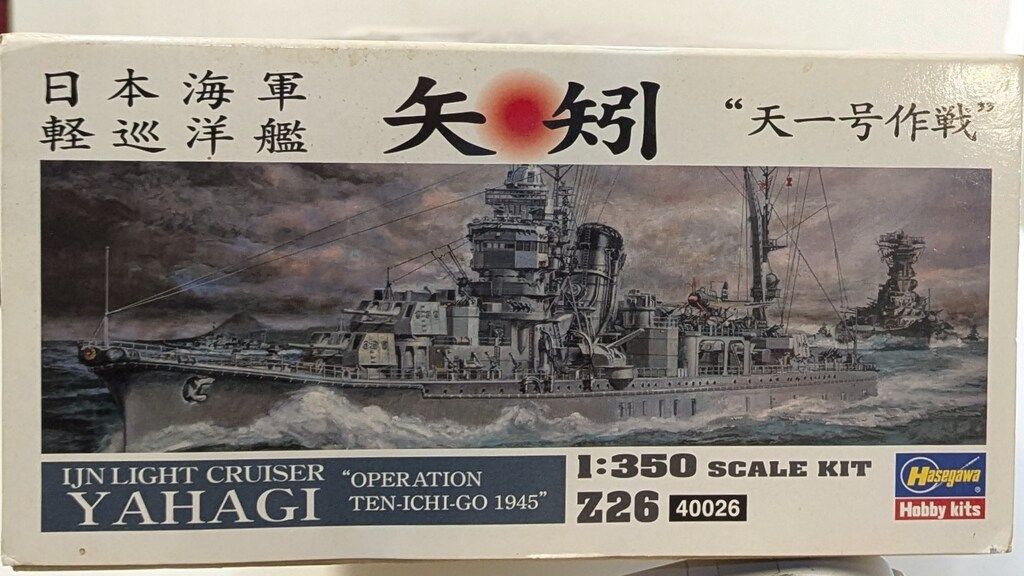 日本海軍
軽巡洋艦
矢矧
“天一号作戦”
IJN LIGHT CRUISER
YAHAGI
“OPERATION
TEN-ICHI-GO 1945”
1:350 SCALE KIT
Z26 40026
Hasegawa®
Hobby kits